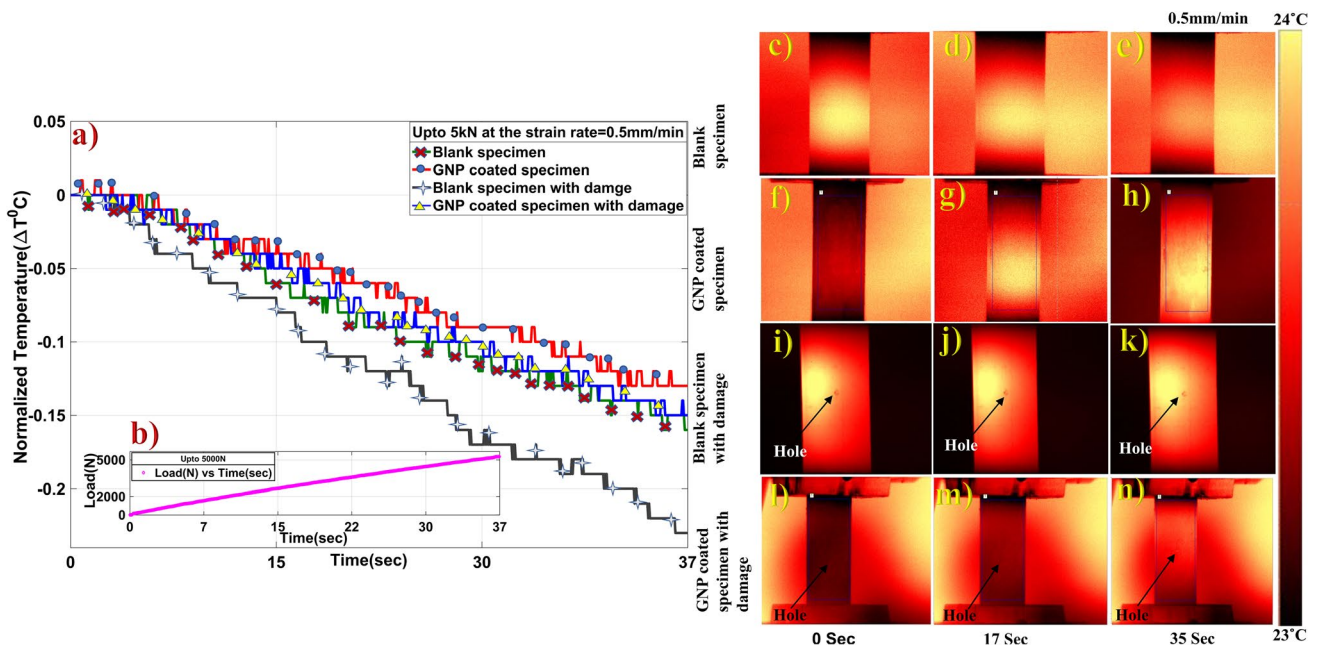 0.5mm/min
24°C
c)
d)
e)
Blank
specimen
f)
g)
h)
GNP coated
specimen
i)
j)
k)
Hole
Hole
Hole
Blank specimen
with damage
l)
m)
n)
Hole
Hole
Hole
GNP coated
specimen with
damage
0 Sec
17 Sec
35 Sec
23°C
a)
Upto 5kN at the strain rate=0.5mm/min
Blank specimen
GNP coated specimen
Blank specimen with damge
GNP coated specimen with damage
Normalized Temperature(ΔT⁰C)
0.05
0
-0.05
-0.1
-0.15
-0.2
0
15
30
37
Time(sec)
b)
Upto 5000N
Load(N) vs Time(sec)
Load(N)
5000
2000
0
0
7
15
22
30
37
Time(sec)